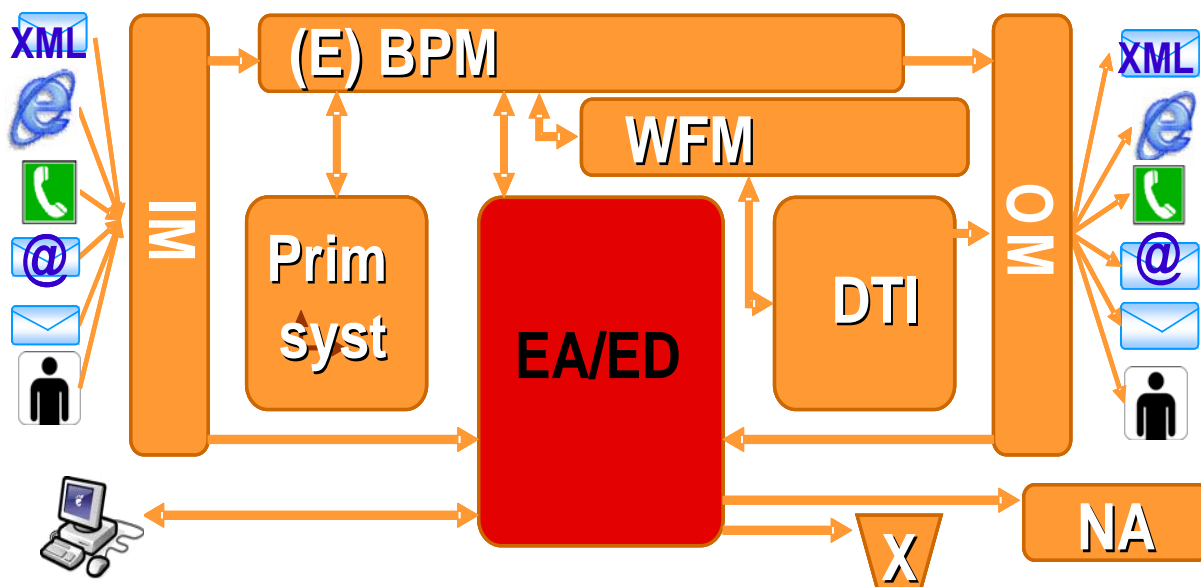 XML
(E) BPM
XML
WFM
IM
OM
Prim
syst
@
@
DTI
EA/ED
NA
X